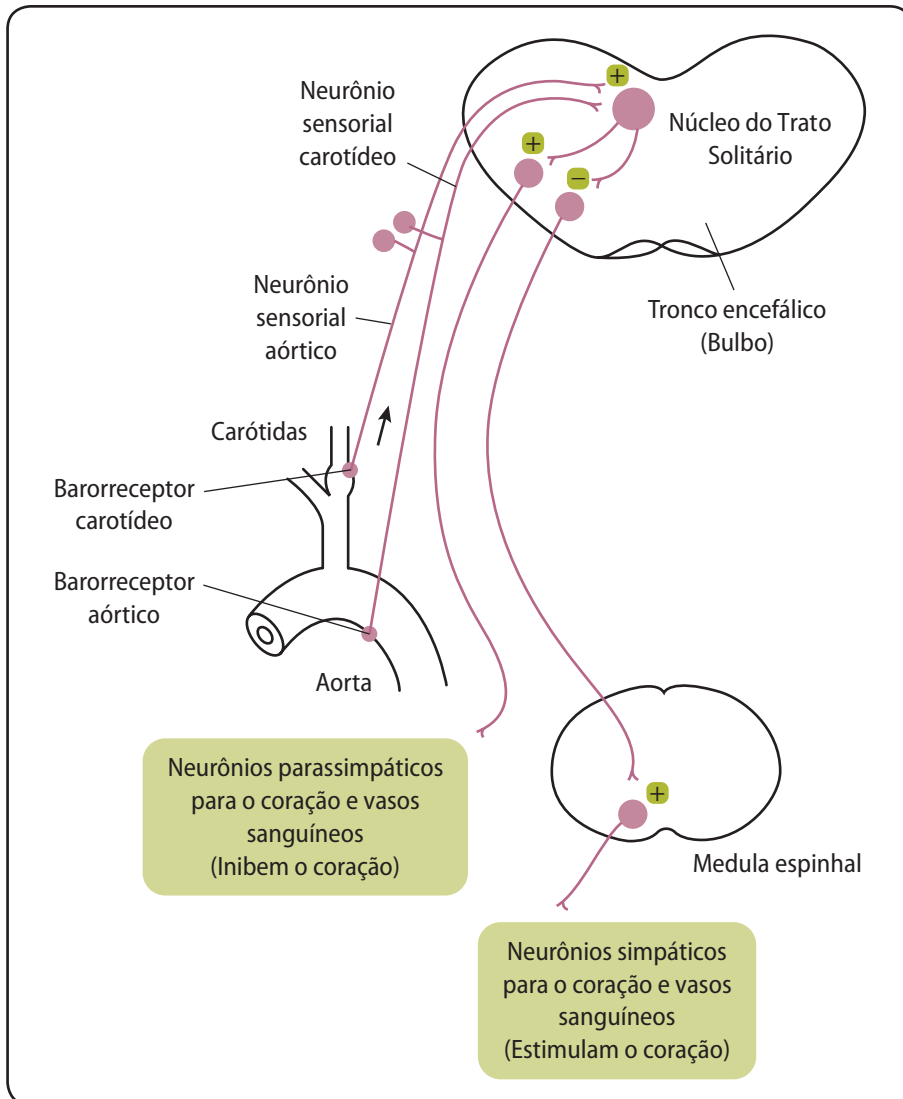 Neurônio
sensorial
carotídeo
+
+
−
Núcleo do Trato
Solitário
Neurônio
sensorial
aórtico
Tronco encefálico
(Bulbo)
Carótidas
Barorreceptor
carotídeo
Barorreceptor
aórtico
Aorta
Neurônios parassimpáticos
para o coração e vasos
sanguíneos
(Inibem o coração)
+
Medula espinhal
Neurônios simpáticos
para o coração e vasos
sanguíneos
(Estimulam o coração)